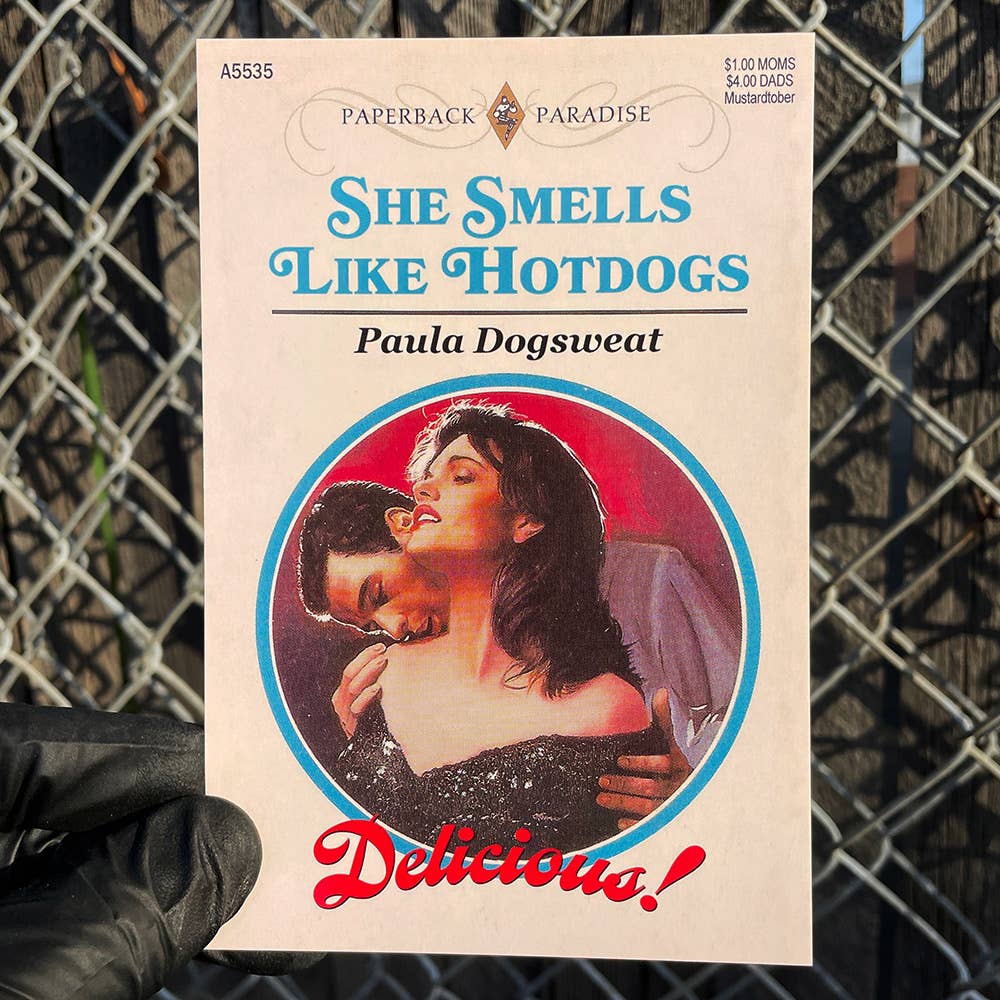 A5535
$1.00 MOMS
$4.00 DADS
Mustardtober
PAPERBACK PARADISE
SHE SMELLS
LIKE HOTDOGS
Paula Dogsweat
Delicious!